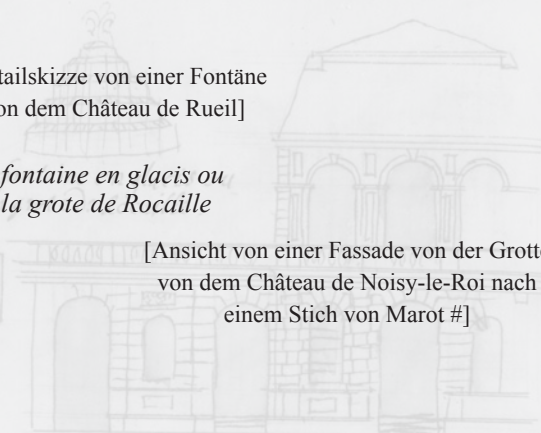 tailskizze von einer Fontäne
on dem Château de Rueil]
fontaine en glacis ou
la grote de Rocaille
[Ansicht von einer Fassade von der Grotte
von dem Château de Noisy-le-Roi nach
einem Stich von Marot #]